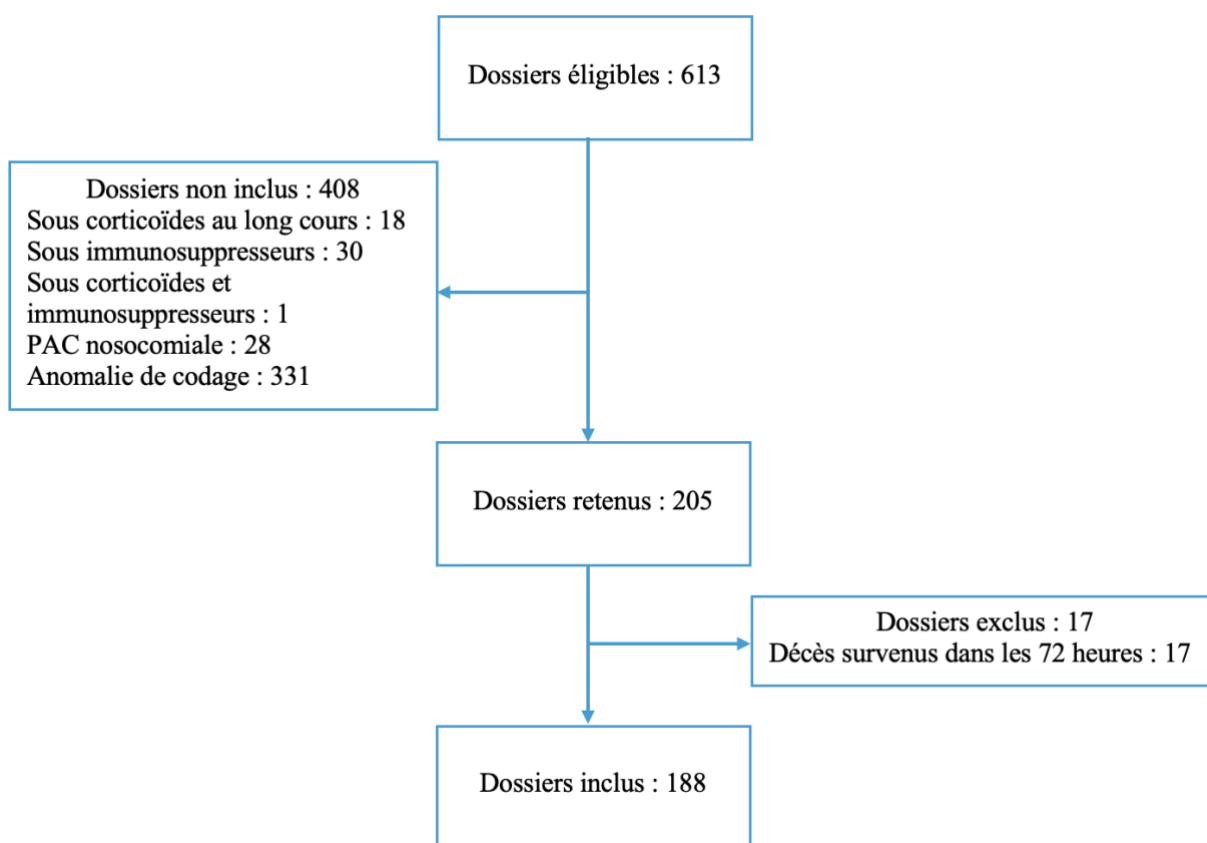 Dossiers éligibles : 613
Dossiers non inclus : 408
Sous corticoïdes au long cours : 18
Sous immunosuppresseurs : 30
Sous corticoïdes et
immunosuppresseurs : 1
PAC nosocomiale : 28
Anomalie de codage : 331
Dossiers retenus : 205
Dossiers exclus : 17
Décès survenus dans les 72 heures : 17
Dossiers inclus : 188